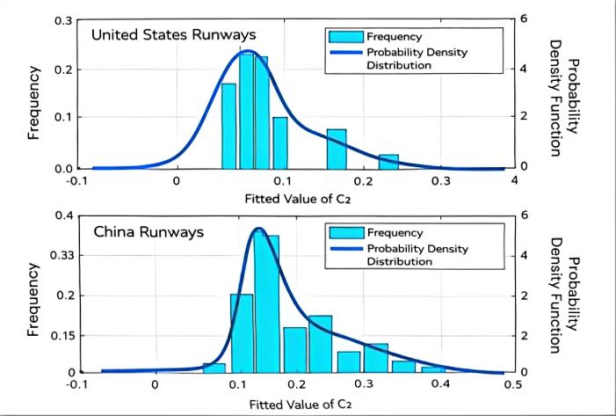 United States Runways
Frequency
Probability Density
Distribution
0.3
0.2
0.1
0.0
Frequency
6
4
2
0
Probability
Density Function
-0.1 0 0.1 0.2 0.3 4
Fitted Value of C2
China Runways
Frequency
Probability Density
Distribution
0.4
0.33
0.2
0.15
0
Frequency
6
4
2
2
0
Probability
Density Function
-0.1 0 0.1 0.2 0.3 0.4 0.5
Fitted Value of C2